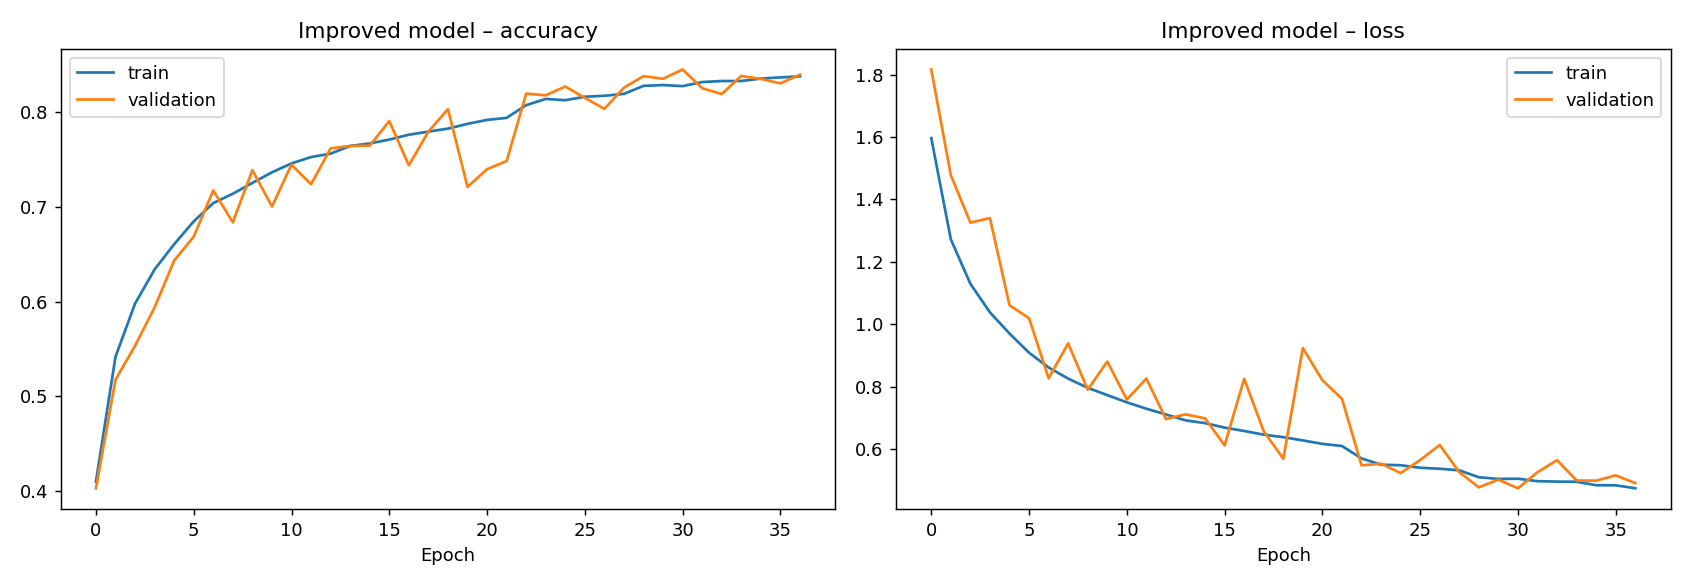 Improved model – accuracy
train
validation
0.8
0.7
0.6
0.5
0.4
0 5 10 15 20 25 30 35
Epoch
Improved model – loss
train
validation
1.8
1.6
1.4
1.2
1.0
0.8
0.6
0 5 10 15 20 25 30 35
Epoch